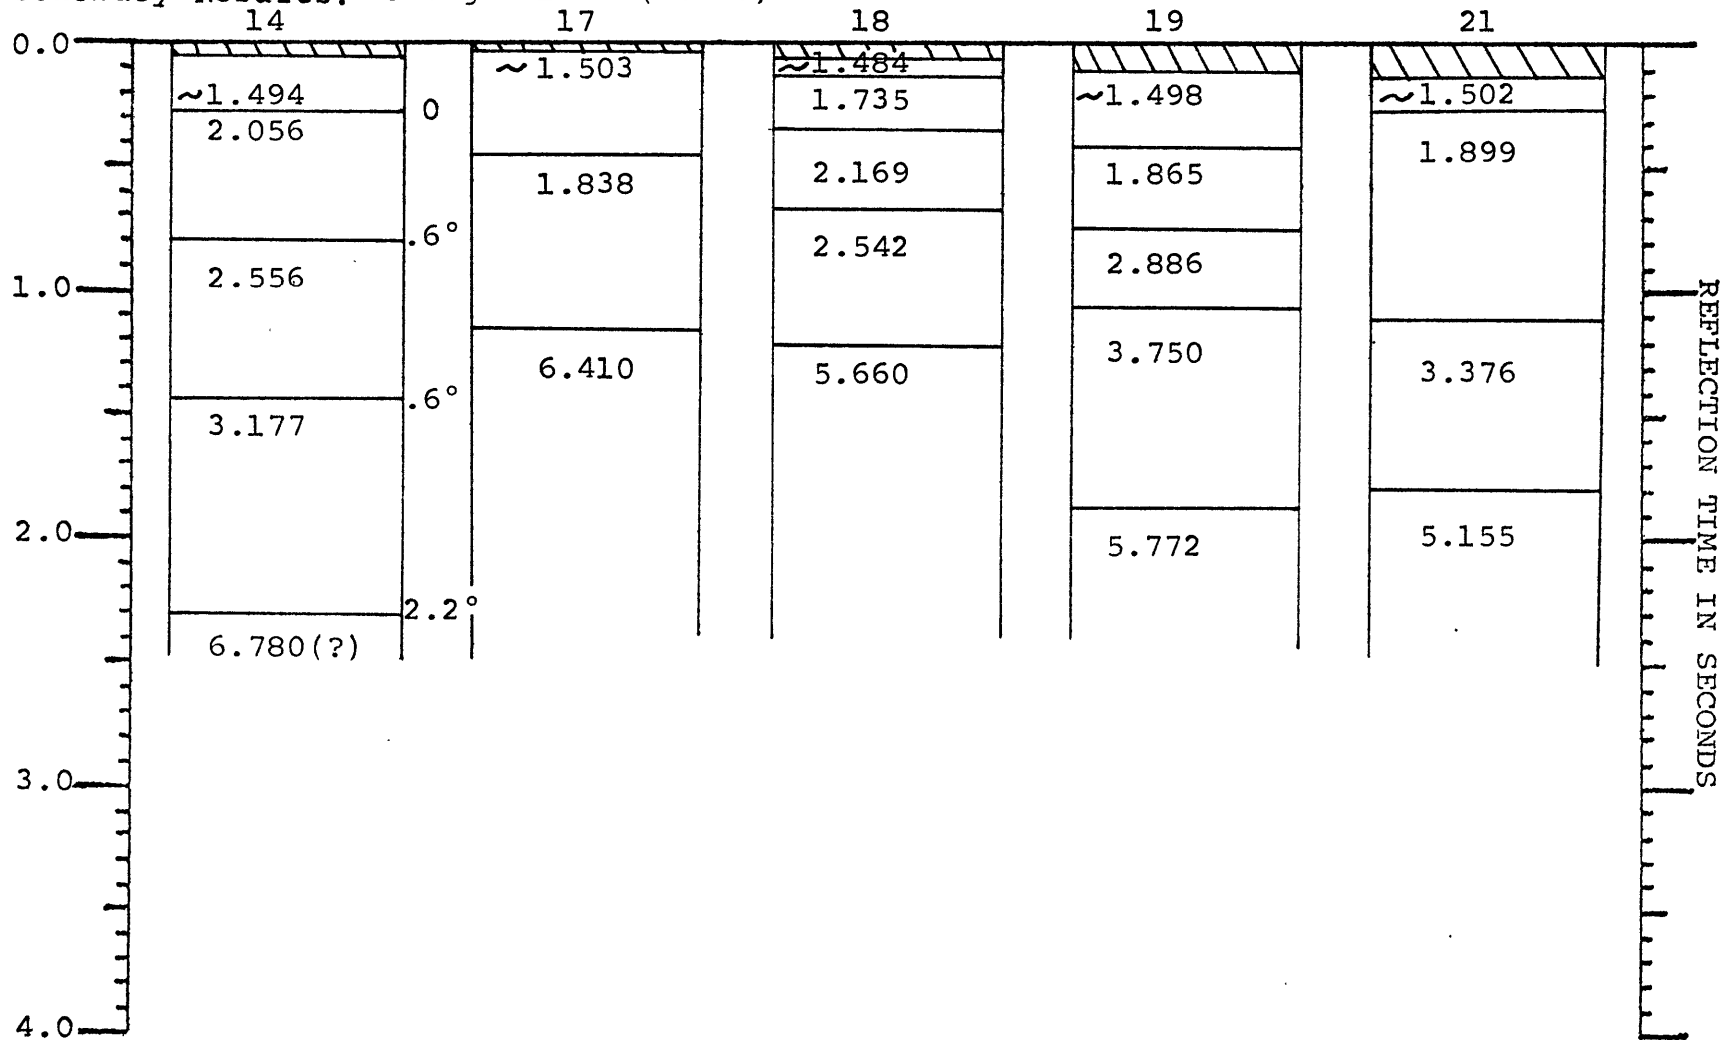 Results.
14 17 18 19 21
0.0
~1.494 0 ~1.503 ~1.484 ~1.498 ~1.502
2.056 1.735
1.838 2.169 1.865 1.899
.6° 2.542
2.556 2.886
1.0
6.410 5.660 3.750 3.376
.6°
3.177
2.0 5.772 5.155
2.2°
6.780(?)
3.0
4.0
REFLECTION TIME IN SECONDS